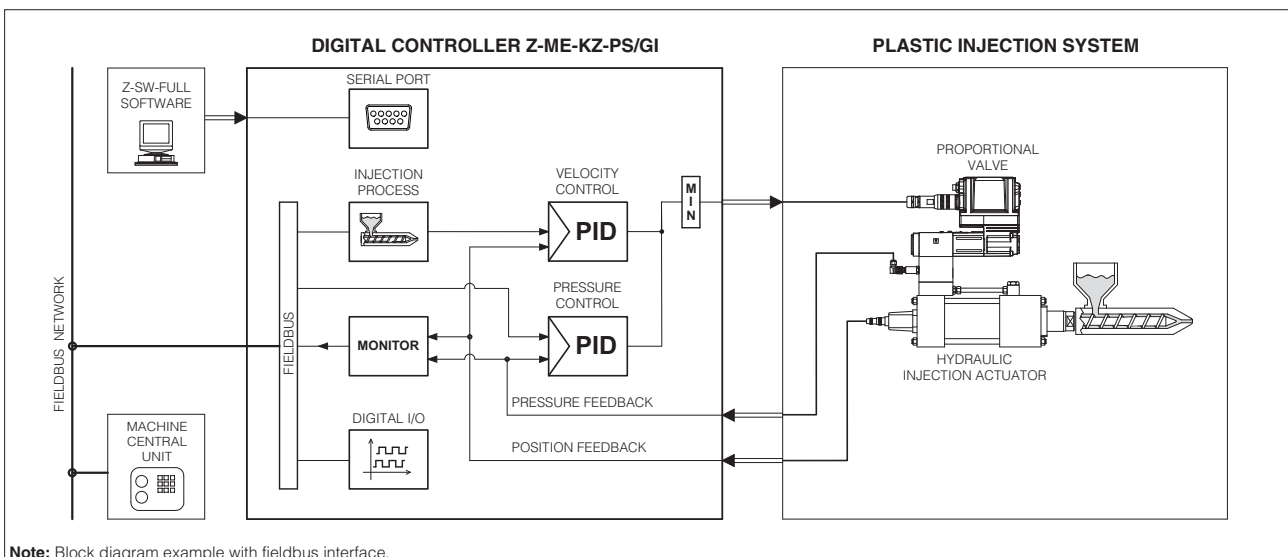 DIGITAL CONTROLLER Z-ME-KZ-PS/GI
PLASTIC INJECTION SYSTEM
Z-SW-FULL
SOFTWARE
SERIAL PORT
INJECTION
PROCESS
VELOCITY
CONTROL
PID
M
I
N
PROPORTIONAL
VALVE
PRESSURE
CONTROL
PID
MONITOR
FIELDBUS
FIELDBUS NETWORK
HYDRAULIC
INJECTION ACTUATOR
PRESSURE FEEDBACK
DIGITAL I/O
POSITION FEEDBACK
MACHINE
CENTRAL
UNIT
Note: Block diagram example with fieldbus interface.